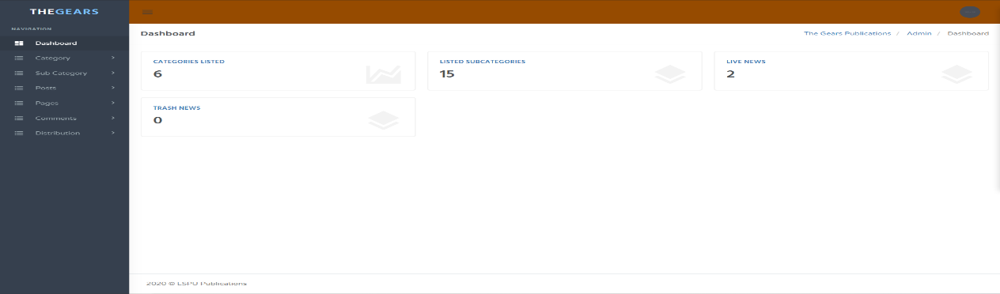 THEGEARS
NAVIGATION
Dashboard
Category
Sub Category
Posts
Pages
Comments
Distribution
Dashboard
The Gears Publications / Admin / Dashboard
CATEGORIES LISTED
6
LISTED SUBCATEGORIES
15
LIVE NEWS
2
TRASH NEWS
0
2020 © LSPU Publications